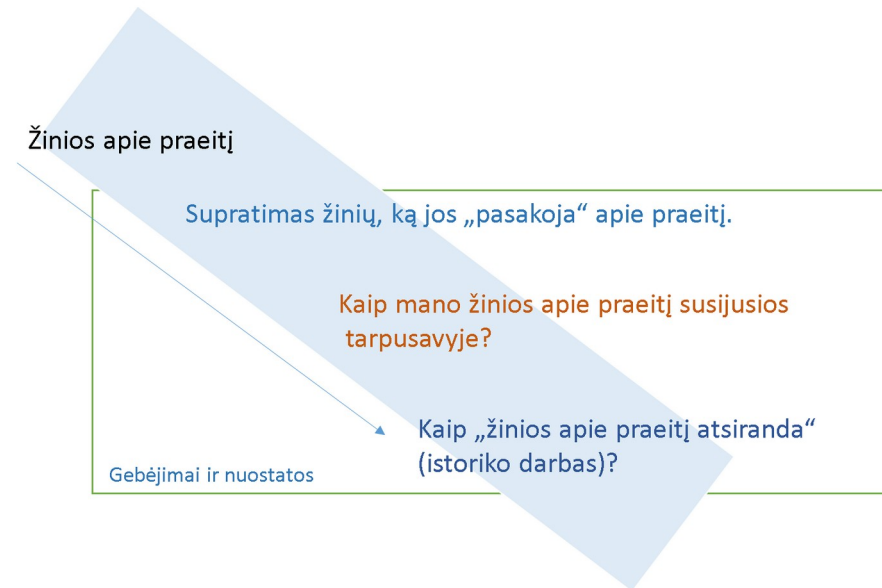 Žinios apie praeitį
Supratimas žinių, ką jos „pasakoja“ apie praeitį.
Kaip mano žinios apie praeitį susijusios
tarpusavyje?
Kaip „žinios apie praeitį atsiranda“
(istoriko darbas)?
Gebėjimai ir nuostatos